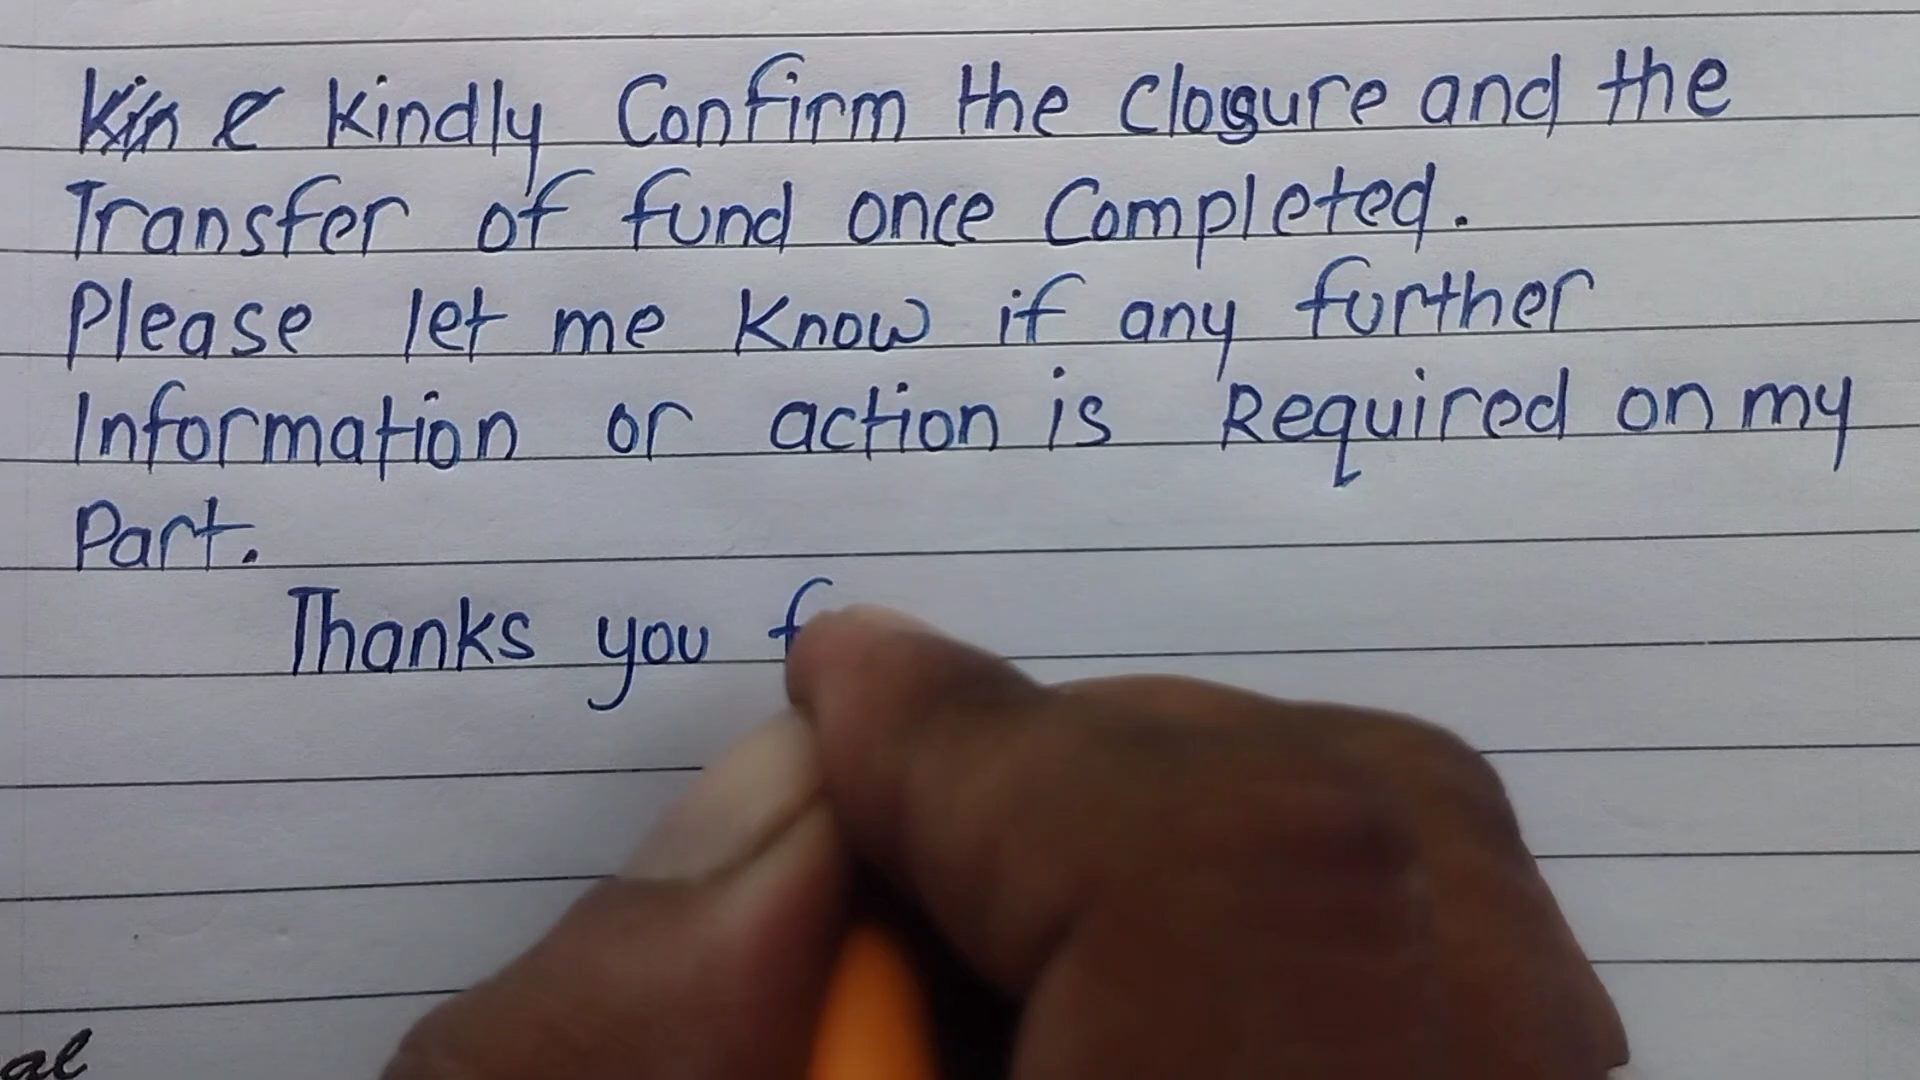 Kin e kindly Confirm the Closure and the
Transfer of fund once Completed.
Please let me Know if any further
Information or action is Required on my
Part.
Thanks you f
al